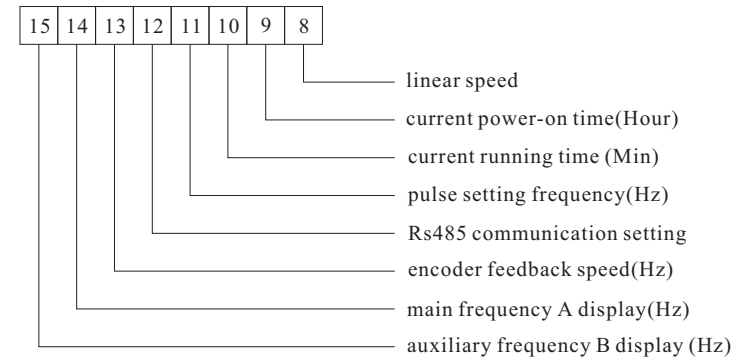 15 14 13 12 11 10 9 8
linear speed
current power-on time(Hour)
current running time (Min)
pulse setting frequency(Hz)
Rs485 communication setting
encoder feedback speed(Hz)
main frequency A display(Hz)
auxiliary frequency B display (Hz)